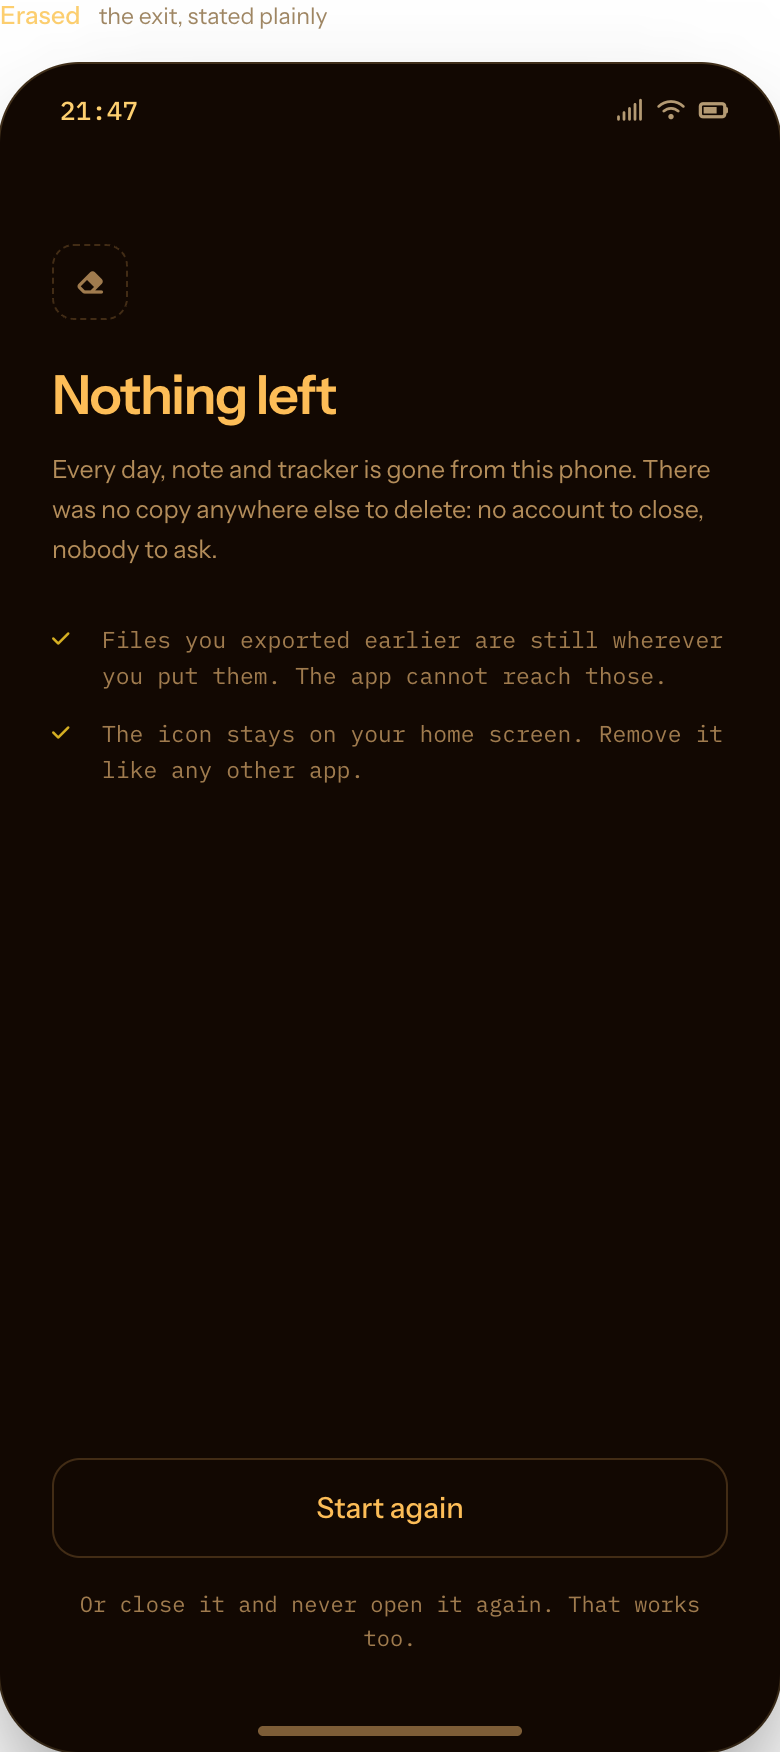 Erased the exit, stated plainly
21:47
Nothing left
Every day, note and tracker is gone from this phone. There
was no copy anywhere else to delete: no account to close,
nobody to ask.
Files you exported earlier are still wherever
you put them. The app cannot reach those.
The icon stays on your home screen. Remove it
like any other app.
Start again
Or close it and never open it again. That works
too.